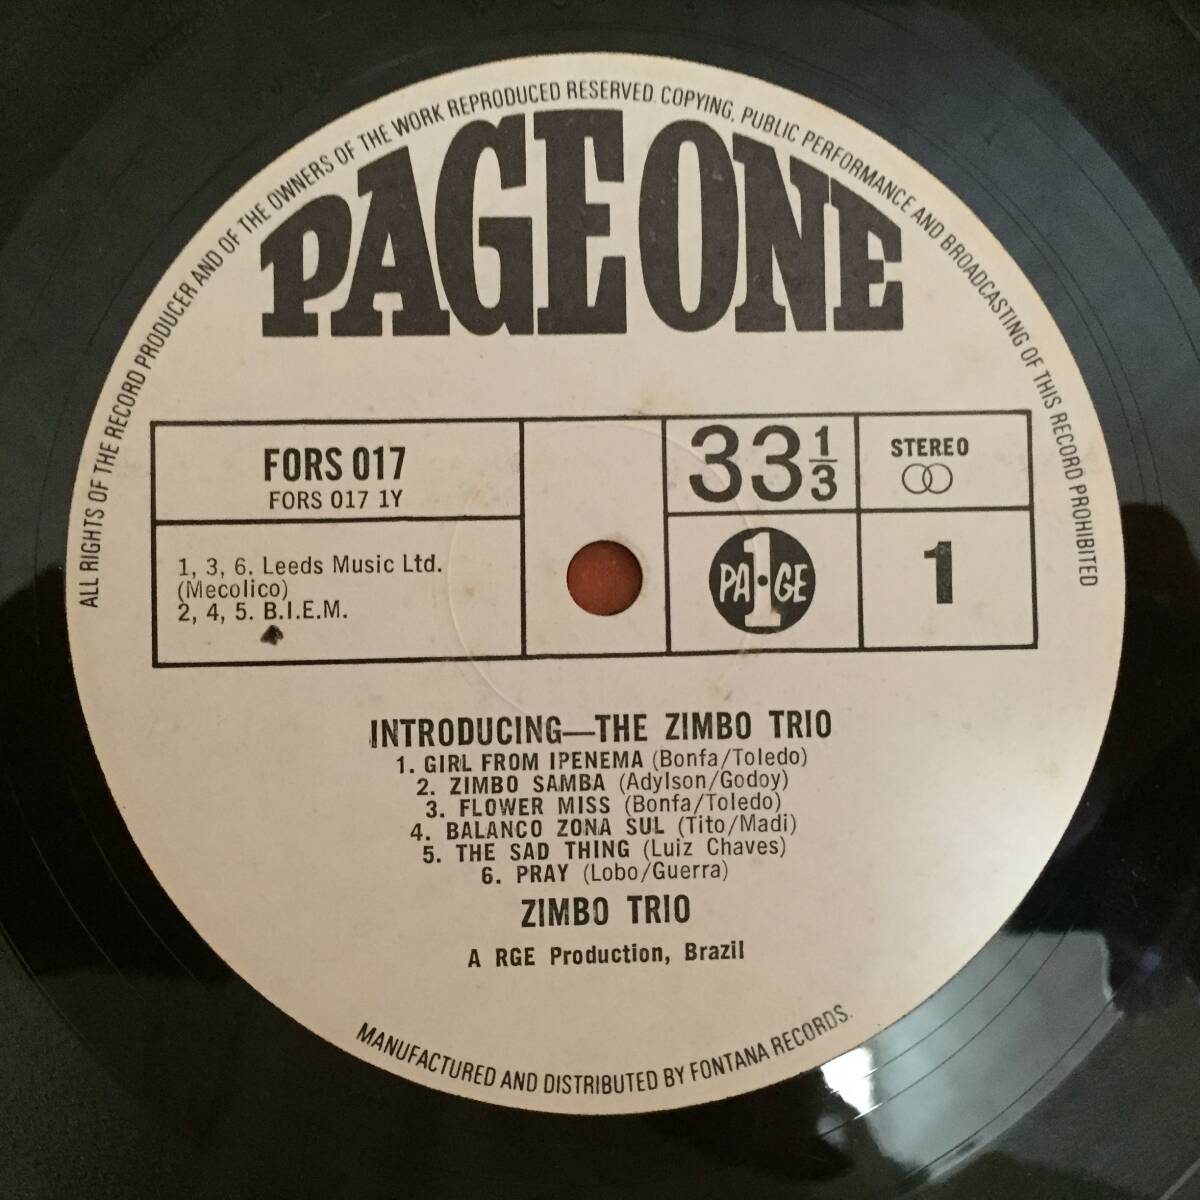 ALL RIGHTS OF THE RECORD PRODUCER AND OF THE OWNERS OF THE WORK REPRODUCED RESERVED. COPYING, PUBLIC PERFORMANCE AND BROADCASTING OF THIS RECORD PROHIBITED
PAGE ONE
FORS 017
FORS 017 1Y
33 1/3
STEREO
1, 3, 6. Leeds Music Ltd.
(Mecolico)
2, 4, 5. B.I.E.M.
PA·GE 1
1
INTRODUCING—THE ZIMBO TRIO
1. GIRL FROM IPENEMA (Bonfa/Toledo)
2. ZIMBO SAMBA (Adylson/Godoy)
3. FLOWER MISS (Bonfa/Toledo)
4. BALANCO ZONA SUL (Tito/Madi)
5. THE SAD THING (Luiz Chaves)
6. PRAY (Lobo/Guerra)
ZIMBO TRIO
A RGE Production, Brazil
MANUFACTURED AND DISTRIBUTED BY FONTANA RECORDS.